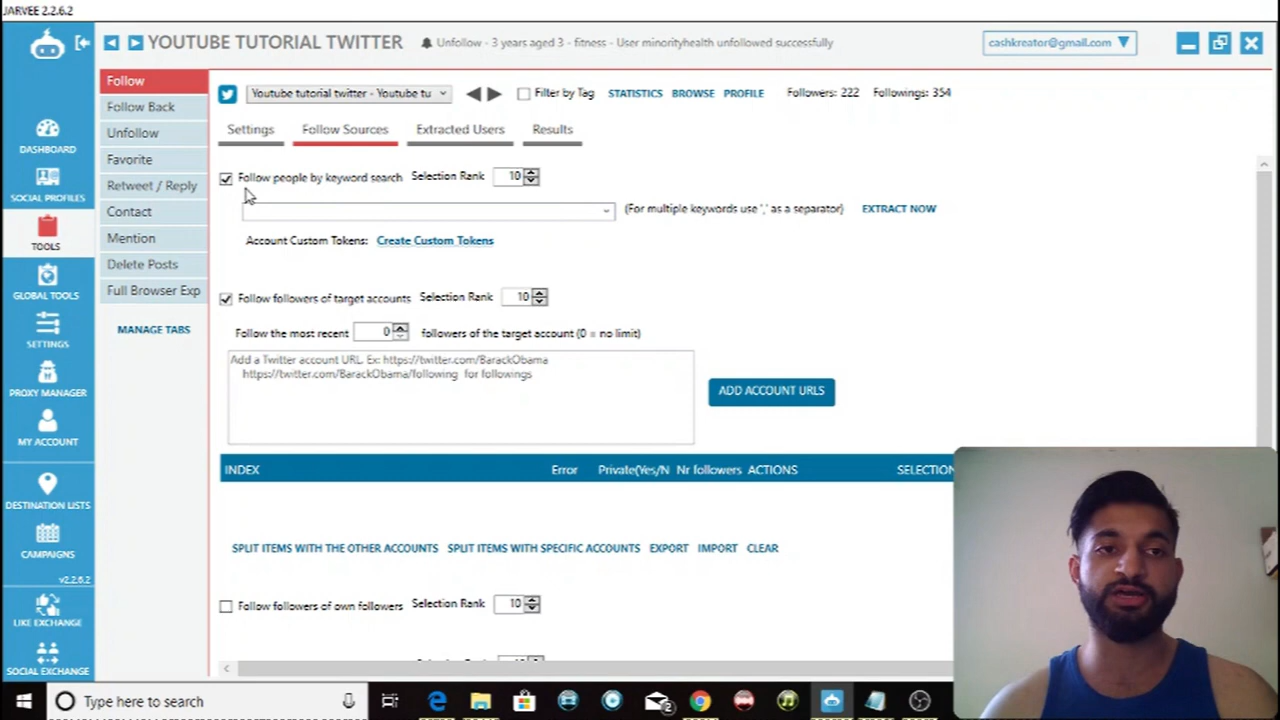 JARVEE 2.2.6.2
YOUTUBE TUTORIAL TWITTER
Unfollow - 3 years aged 3 - fitness - User minorityhealth unfollowed successfully
cashkreator@gmail.com
DASHBOARD
SOCIAL PROFILES
TOOLS
GLOBAL TOOLS
SETTINGS
PROXY MANAGER
MY ACCOUNT
DESTINATION LISTS
CAMPAIGNS
v2.2.6.2
LIKE EXCHANGE
SOCIAL EXCHANGE
Follow
Follow Back
Unfollow
Favorite
Retweet / Reply
Contact
Mention
Delete Posts
Full Browser Exp
MANAGE TABS
Youtube tutorial twitter - Youtube tu
Filter by Tag
STATISTICS
BROWSE
PROFILE
Followers: 222
Followings: 354
Settings
Follow Sources
Extracted Users
Results
Follow people by keyword search Selection Rank 10
(For multiple keywords use ',' as a separator) EXTRACT NOW
Account Custom Tokens: Create Custom Tokens
Follow followers of target accounts Selection Rank 10
Follow the most recent 0 followers of the target account (0 = no limit)
Add a Twitter account URL. Ex: https://twitter.com/BarackObama
https://twitter.com/BarackObama/following for followings
ADD ACCOUNT URLS
INDEX Error Private(Yes/N Nr followers ACTIONS SELECTION
SPLIT ITEMS WITH THE OTHER ACCOUNTS SPLIT ITEMS WITH SPECIFIC ACCOUNTS EXPORT IMPORT CLEAR
Follow followers of own followers Selection Rank 10
Type here to search
2